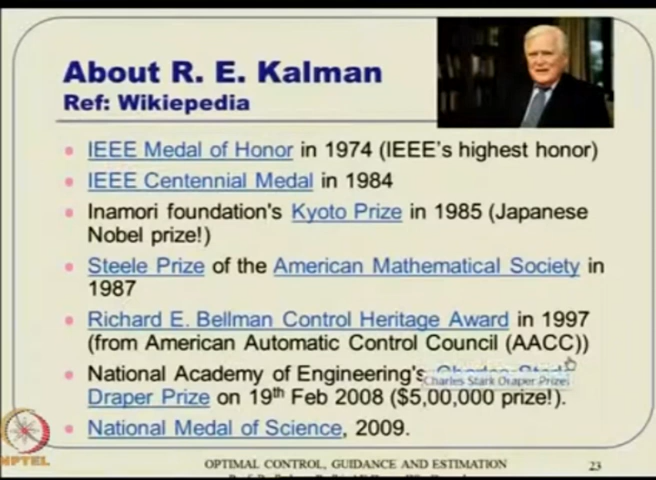 About R. E. Kalman
Ref: Wikiepedia
IEEE Medal of Honor in 1974 (IEEE's highest honor)
IEEE Centennial Medal in 1984
Inamori foundation's Kyoto Prize in 1985 (Japanese
Nobel prize!)
Steele Prize of the American Mathematical Society in
1987
Richard E. Bellman Control Heritage Award in 1997
(from American Automatic Control Council (AACC))
National Academy of Engineering's Charles Stark
Charles Stark Draper Prize
Draper Prize on 19th Feb 2008 ($5,00,000 prize!).
National Medal of Science, 2009.
NPTEL
OPTIMAL CONTROL, GUIDANCE AND ESTIMATION
23